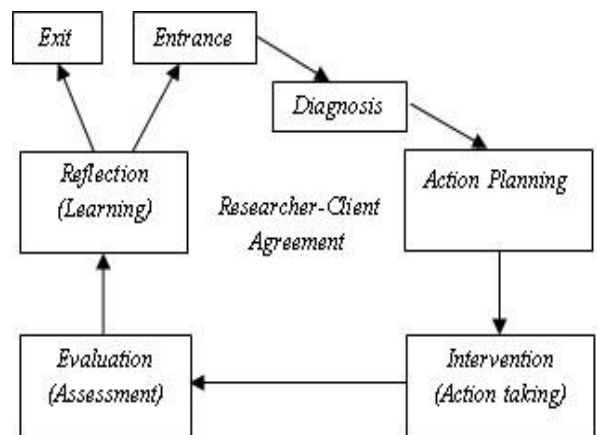 Exit
Entrance
Diagnosis
Reflection
(Learning)
Researcher-Client
Agreement
Action Planning
Evaluation
(Assessment)
Intervention
(Action taking)